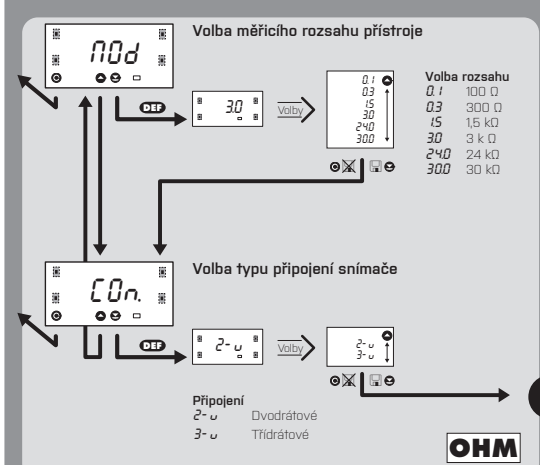 Volba měřicího rozsahu přístroje
MOd
DEF
3.0
Volby
0.1
0.3
1.5
3.0
24.0
30.0
Volba rozsahu
0.1 100 Ω
0.3 300 Ω
1.5 1,5 kΩ
3.0 3 k Ω
24.0 24 kΩ
30.0 30 kΩ
Volba typu připojení snímače
COn.
DEF
2- u
Volby
2- u
3- u
Připojení
2- u Dvodrátové
3- u Třídrátové
OHM